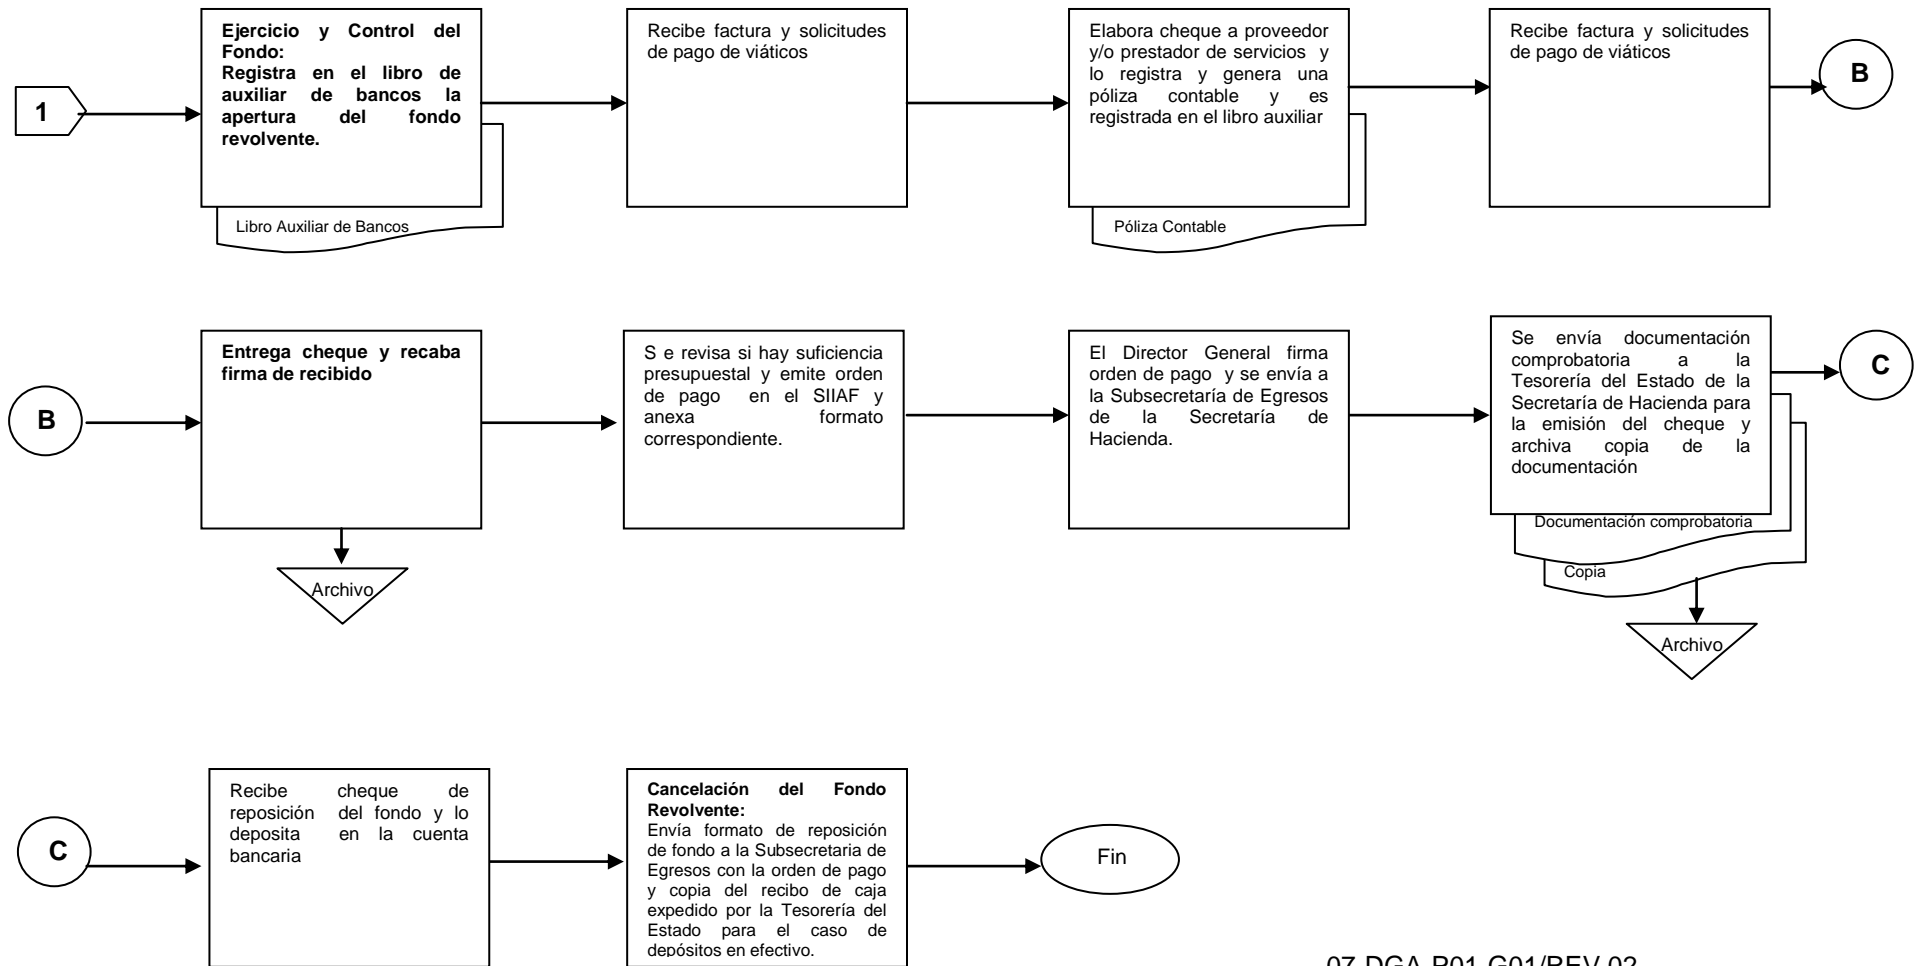 1
Ejercicio y Control del
Fondo:
Registra en el libro de
auxiliar de bancos la
apertura del fondo
revolvente.
Libro Auxiliar de Bancos
Recibe factura y solicitudes
de pago de viáticos
Elabora cheque a proveedor
y/o prestador de servicios y
lo registra y genera una
póliza contable y es
registrada en el libro auxiliar
Póliza Contable
Recibe factura y solicitudes
de pago de viáticos
B
B
Entrega cheque y recaba
firma de recibido
Archivo
S e revisa si hay suficiencia
presupuestal y emite orden
de pago en el SIIAF y
anexa formato
correspondiente.
El Director General firma
orden de pago y se envía a
la Subsecretaría de Egresos
de la Secretaría de
Hacienda.
Se envía documentación
comprobatoria a la
Tesorería del Estado de la
Secretaría de Hacienda para
la emisión del cheque y
archiva copia de la
documentación
Documentación comprobatoria
Copia
Archivo
C
C
Recibe cheque de
reposición del fondo y lo
deposita en la cuenta
bancaria
Cancelación del Fondo
Revolvente:
Envía formato de reposición
de fondo a la Subsecretaria de
Egresos con la orden de pago
y copia del recibo de caja
expedido por la Tesorería del
Estado para el caso de
depósitos en efectivo.
Fin
07-DGA-P01-G01/REV.02